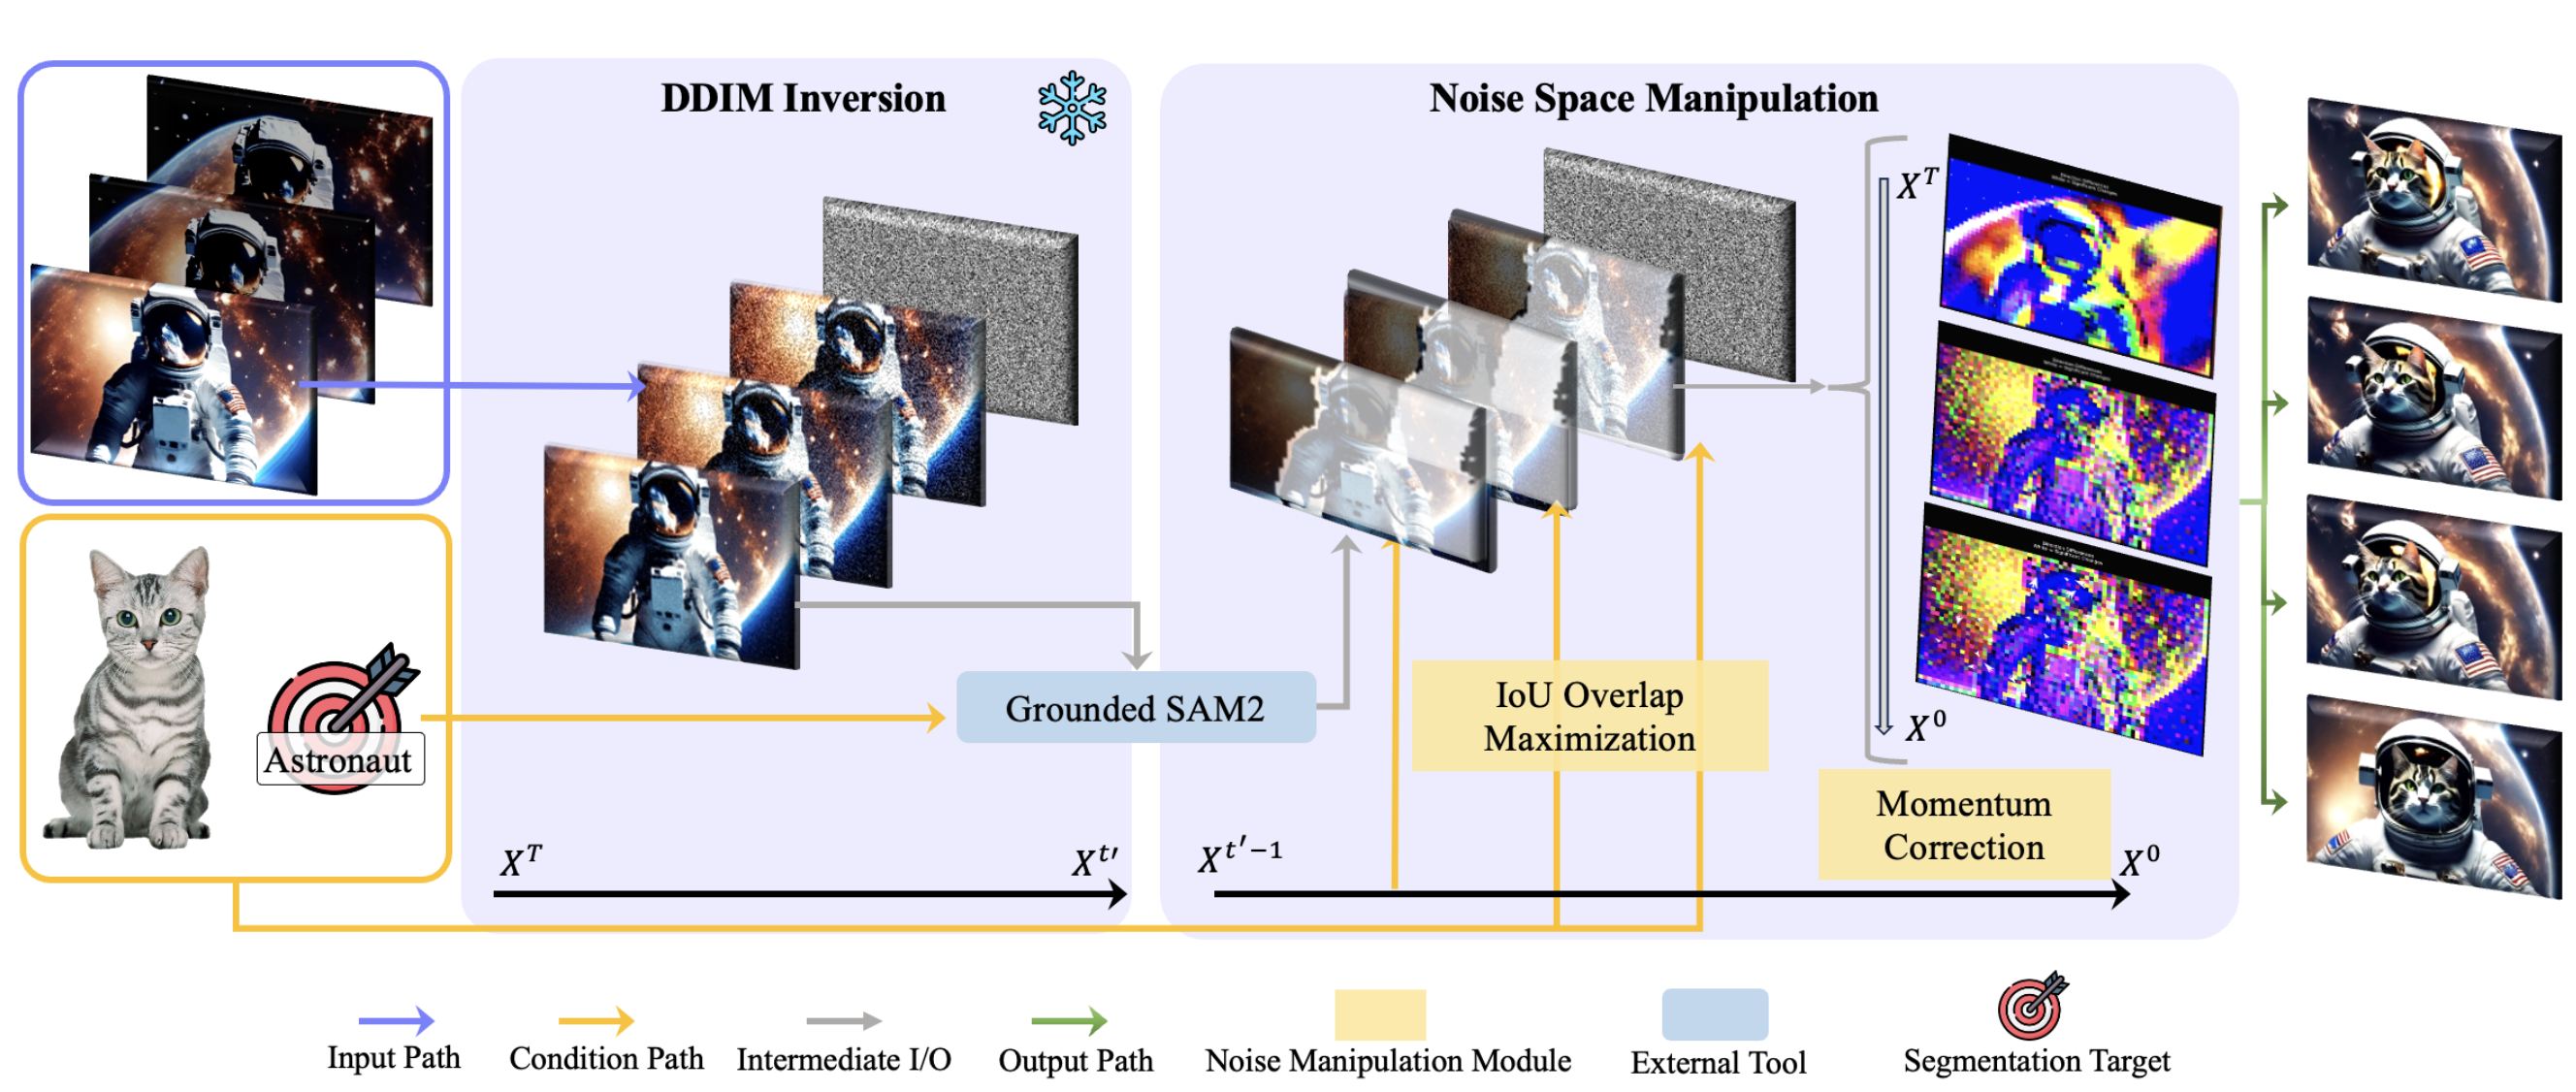 DDIM Inversion
Noise Space Manipulation
X^T
X^0
Astronaut
Grounded SAM2
IoU Overlap
Maximization
Momentum
Correction
X^T
X^{t'}
X^{t'-1}
X^0
Input Path
Condition Path
Intermediate I/O
Output Path
Noise Manipulation Module
External Tool
Segmentation Target